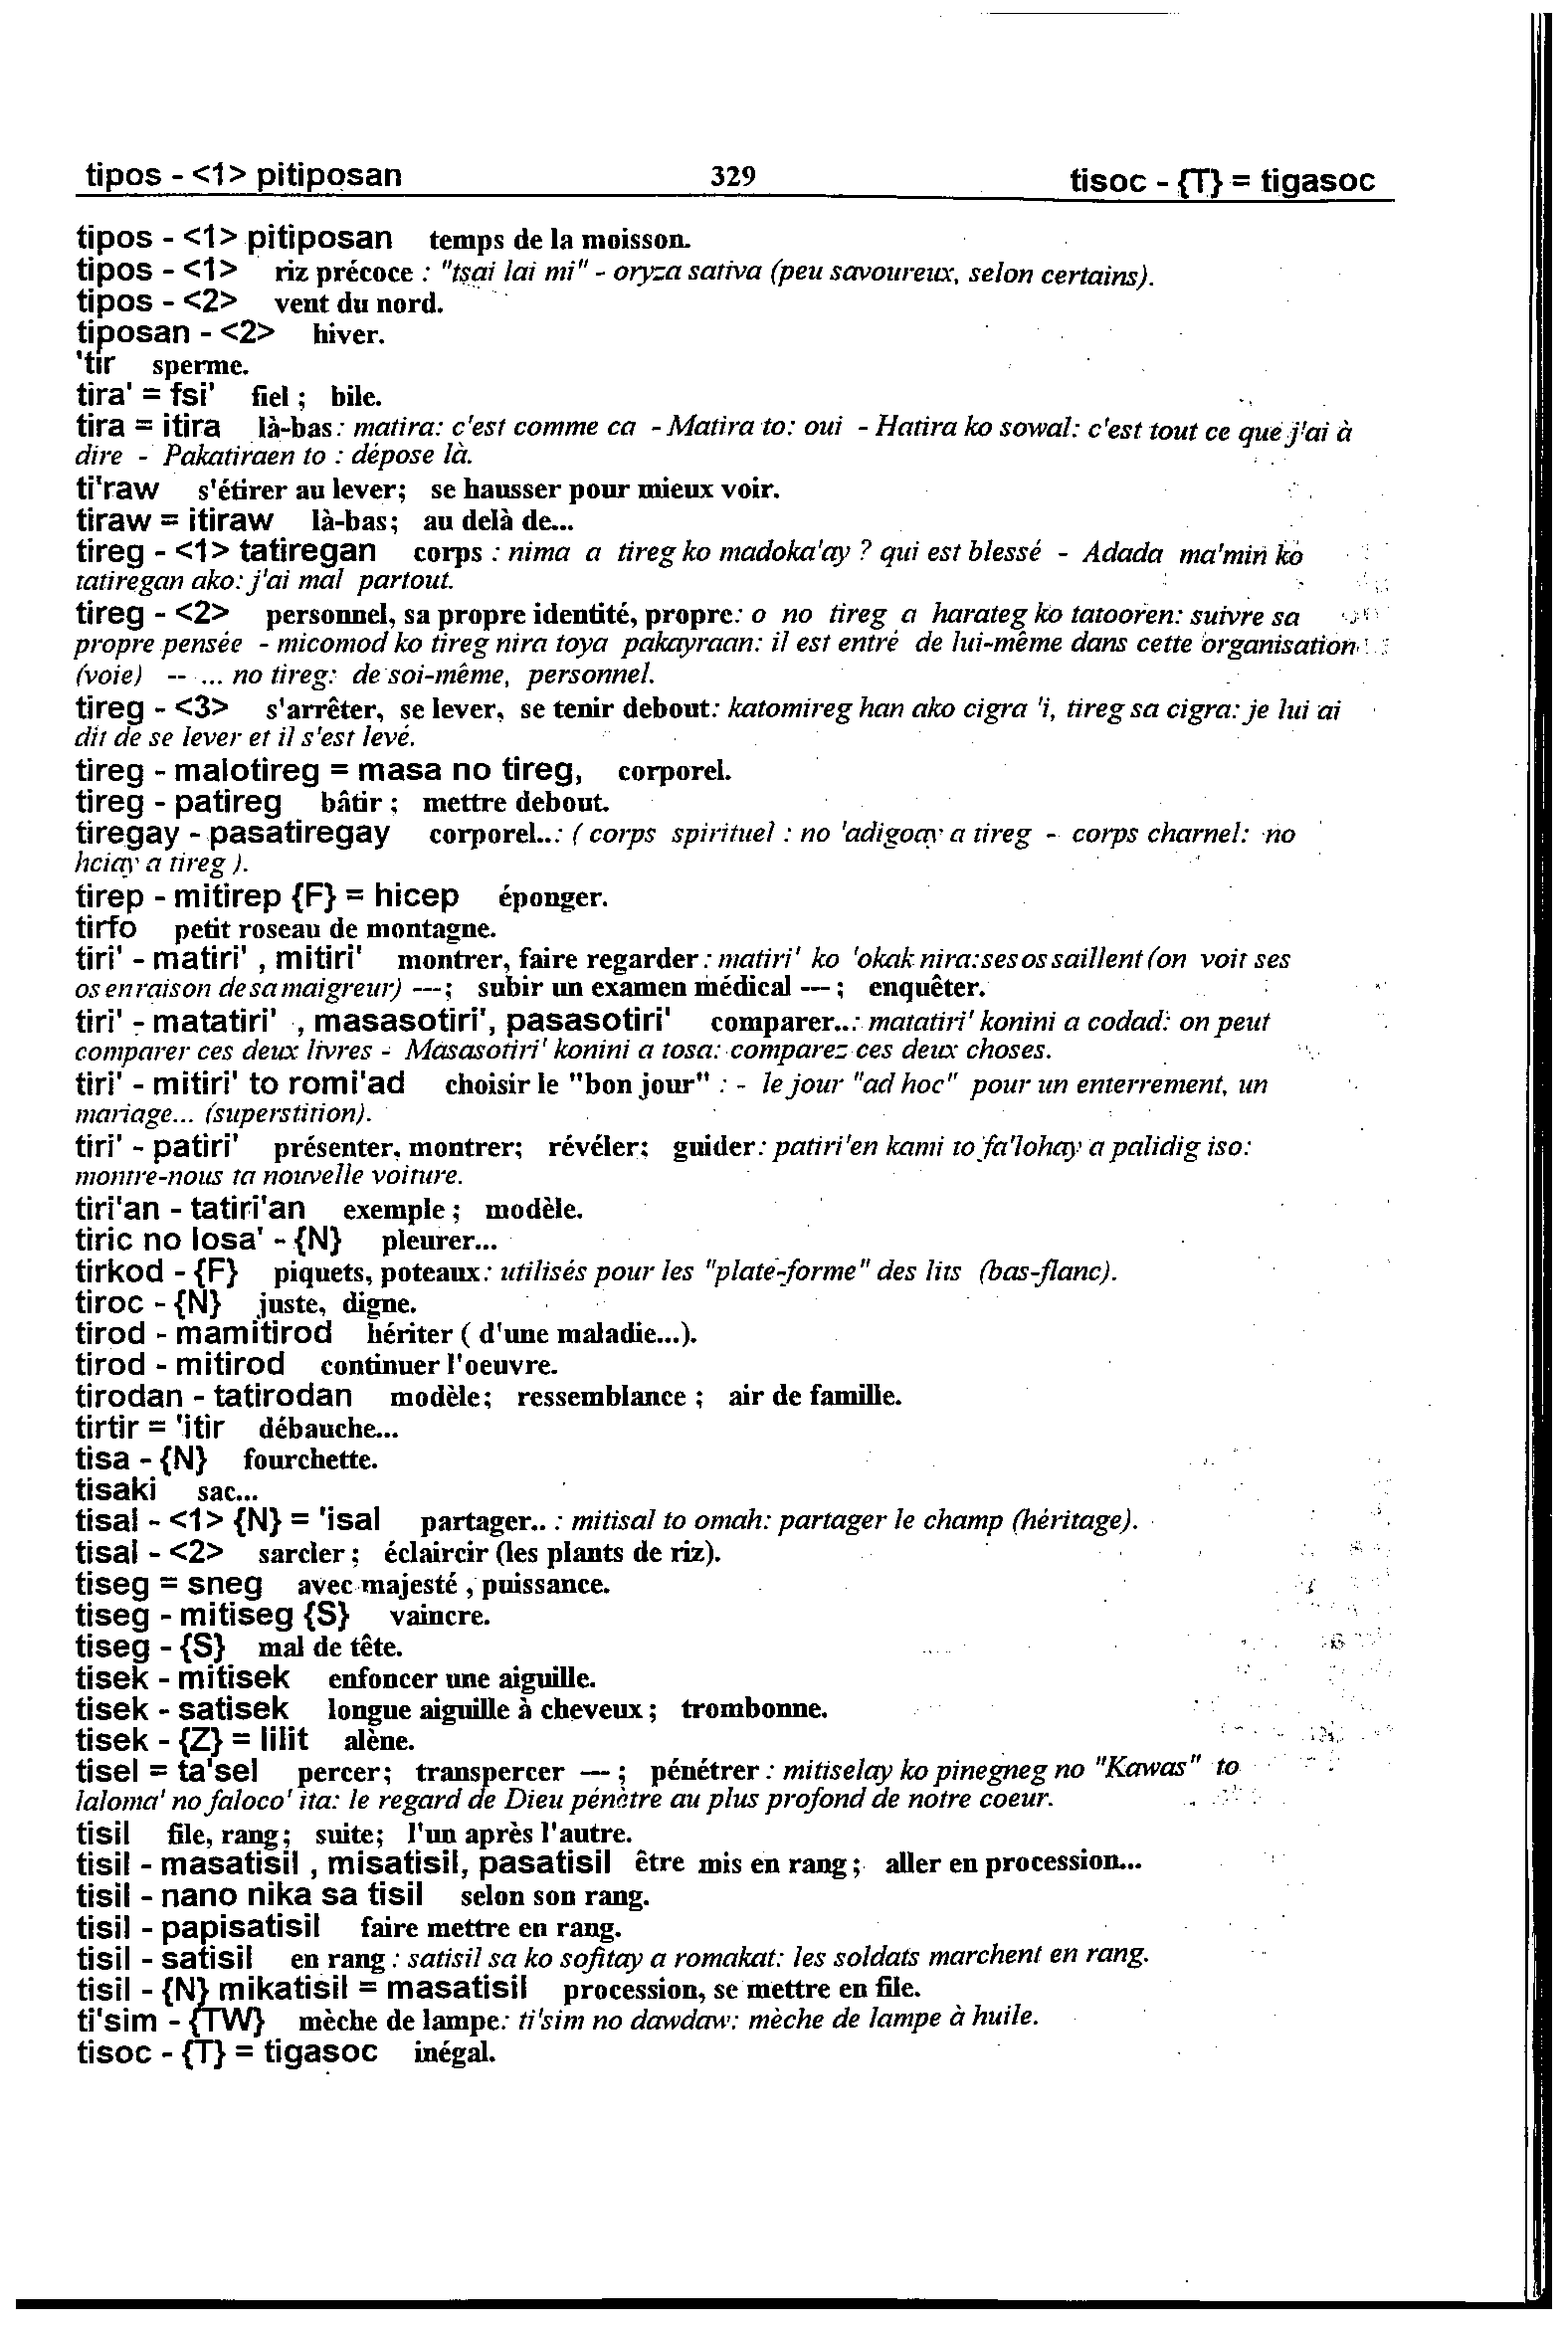 tipos - <1> pitiposan 329 tisoc - {T} = tigasoc
tipos - <1> pitiposan temps de la moisson.
tipos - <1> riz précoce : "tsai lai mi" - oryza sativa (peu savoureux, selon certains).
tipos - <2> vent du nord.
tiposan - <2> hiver.
'tir sperme.
tira' = fsi' fiel ; bile.
tira = itira là-bas: matira: c'est comme ca - Matira to: oui - Hatira ko sowal: c'est tout ce que j'ai à
dire - Pakatiraen to : dépose là.
ti'raw s'étirer au lever; se hausser pour mieux voir.
tiraw = itiraw là-bas; au delà de...
tireg - <1> tatiregan corps : nima a tireg ko madoka'ay ? qui est blessé - Adada ma'min ko
tatiregan ako: j'ai mal partout.
tireg - <2> personnel, sa propre identité, propre: o no tireg a harateg ko tatooren: suivre sa
propre pensée - micomod ko tireg nira toya pakayraan: il est entré de lui-même dans cette organisation
(voie) -- ... no tireg: de soi-même, personnel.
tireg - <3> s'arrêter, se lever, se tenir debout: katomireg han ako cigra 'i, tireg sa cigra: je lui ai
dit de se lever et il s'est levé.
tireg - malotireg = masa no tireg, corporel.
tireg - patireg bâtir ; mettre debout.
tiregay - pasatiregay corporel..: ( corps spirituel : no 'adigoay a tireg - corps charnel: no
hciay a tireg ).
tirep - mitirep {F} = hicep éponger.
tirfo petit roseau de montagne.
tiri' - matiri' , mitiri' montrer, faire regarder : matiri' ko 'okak nira: ses os saillent (on voit ses
os en raison de sa maigreur) ---; subir un examen médical --- ; enquêter.
tiri' - matatiri' , masasotiri', pasasotiri' comparer..: matatiri' konini a codad: on peut
comparer ces deux livres - Masasotiri' konini a tosa: comparez ces deux choses.
tiri' - mitiri' to romi'ad choisir le "bon jour" : - le jour "ad hoc" pour un enterrement, un
mariage... (superstition).
tiri' - patiri' présenter, montrer; révéler; guider: patiri'en kami to fa'lohay a palidig iso:
montre-nous ta nouvelle voiture.
tiri'an - tatiri'an exemple ; modèle.
tiric no losa' - {N} pleurer...
tirkod - {F} piquets, poteaux: utilisés pour les "plate-forme" des lits (bas-flanc).
tiroc - {N} juste, digne.
tirod - mamitirod hériter ( d'une maladie...).
tirod - mitirod continuer l'oeuvre.
tirodan - tatirodan modèle; ressemblance ; air de famille.
tirtir = 'itir débauche...
tisa - {N} fourchette.
tisaki sac...
tisal - <1> {N} = 'isal partager.. : mitisal to omah: partager le champ (héritage).
tisal - <2> sarcler ; éclaircir (les plants de riz).
tiseg = sneg avec majesté , puissance.
tiseg - mitiseg {S} vaincre.
tiseg - {S} mal de tête.
tisek - mitisek enfoncer une aiguille.
tisek - satisek longue aiguille à cheveux ; trombonne.
tisek - {Z} = lilit alène.
tisel = ta'sel percer; transpercer --- ; pénétrer : mitiselay ko pinegneg no "Kawas" to
laloma' no faloco' ita: le regard de Dieu pénètre au plus profond de notre coeur.
tisil file, rang ; suite; l'un après l'autre.
tisil - masatisil , misatisil, pasatisil être mis en rang ; aller en procession...
tisil - nano nika sa tisil selon son rang.
tisil - papisatisil faire mettre en rang.
tisil - satisil en rang : satisil sa ko sofitay a romakat: les soldats marchent en rang.
tisil - {N} mikatisil = masatisil procession, se mettre en file.
ti'sim - {TW} mèche de lampe: ti'sim no dawdaw: mèche de lampe à huile.
tisoc - {T} = tigasoc inégal.